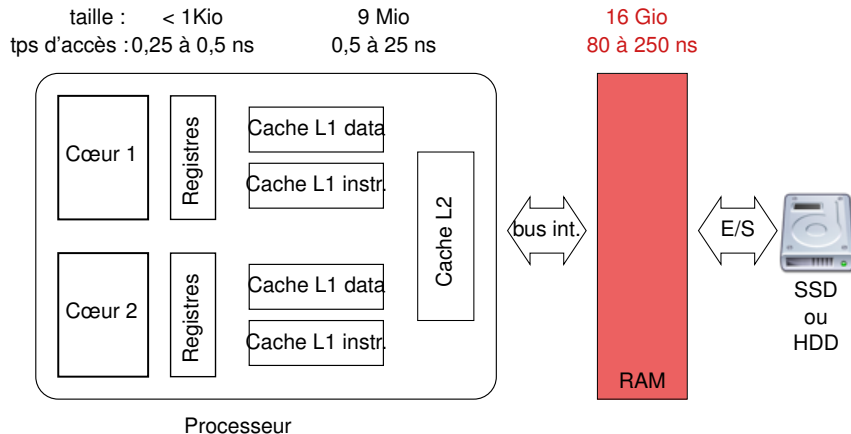 taille : < 1Kio 9 Mio 16 Gio
tps d'accès : 0,25 à 0,5 ns 0,5 à 25 ns 80 à 250 ns
Cœur 1
Registres
Cache L1 data
Cache L1 instr.
Cœur 2
Registres
Cache L1 data
Cache L1 instr.
Cache L2
bus int.
RAM
E/S
SSD
ou
HDD
Processeur